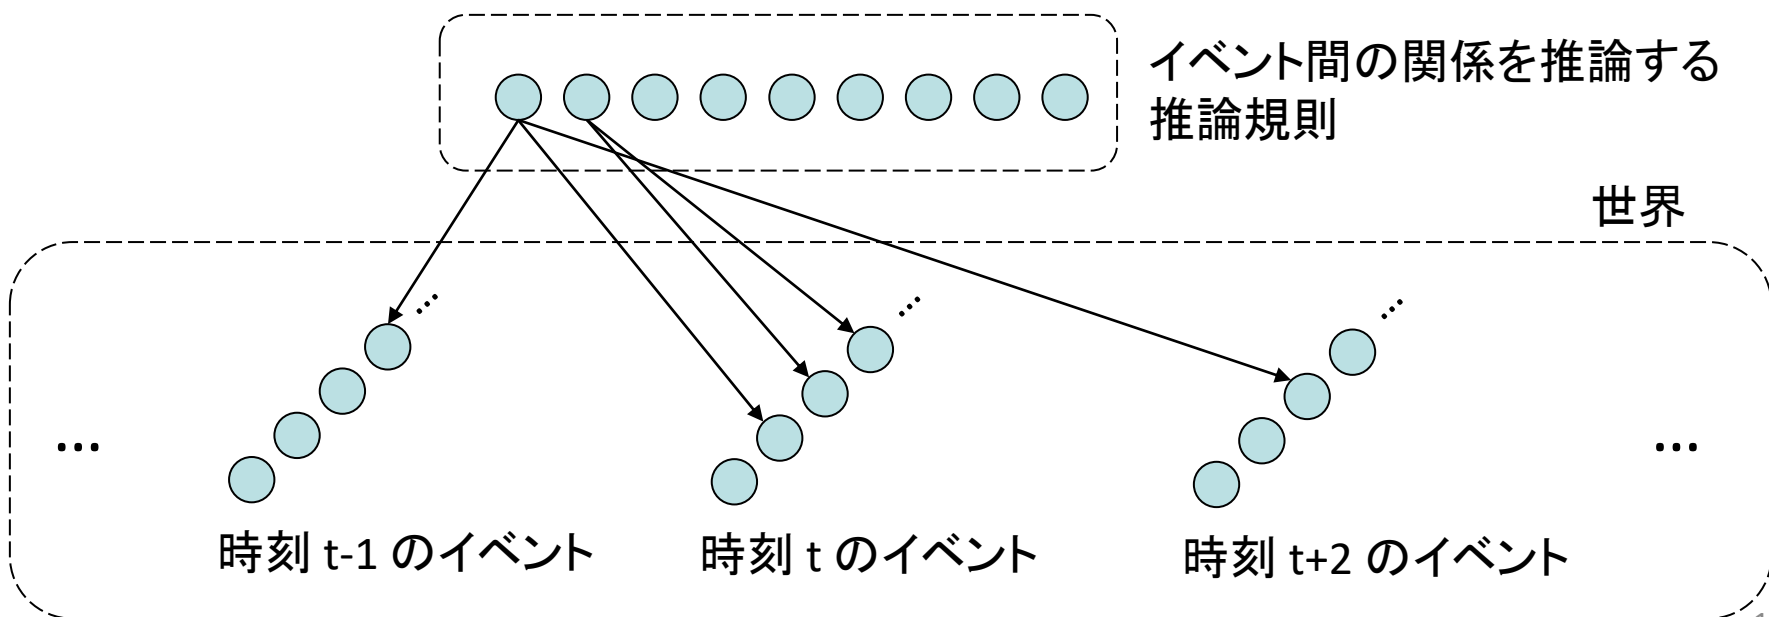 イベント間の関係を推論する
推論規則
世界
...
...
...
...
...
時刻 t-1 のイベント
時刻 t のイベント
時刻 t+2 のイベント